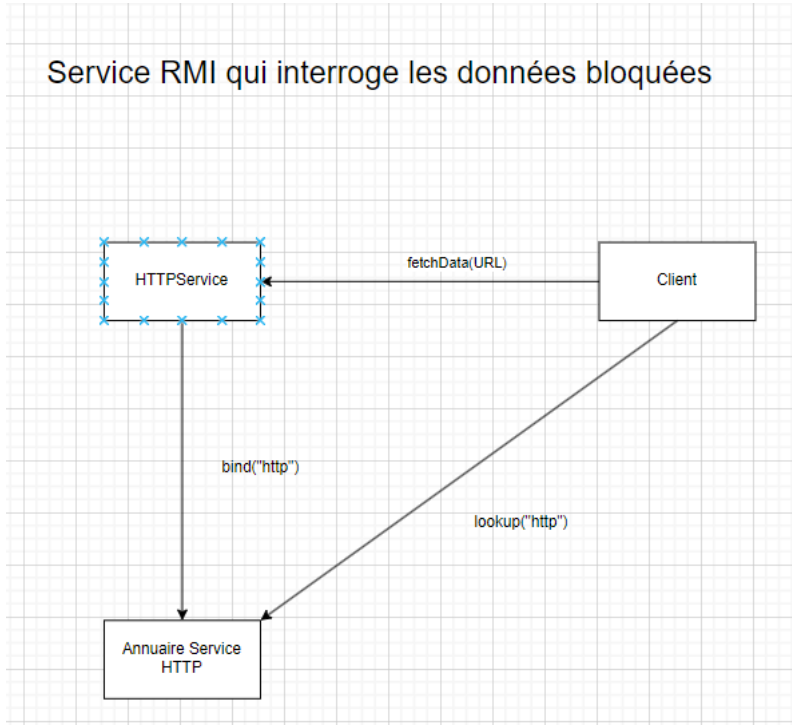 Service RMI qui interroge les données bloquées
fetchData(URL)
HTTPService
Client
bind("http")
lookup("http")
Annuaire Service
HTTP